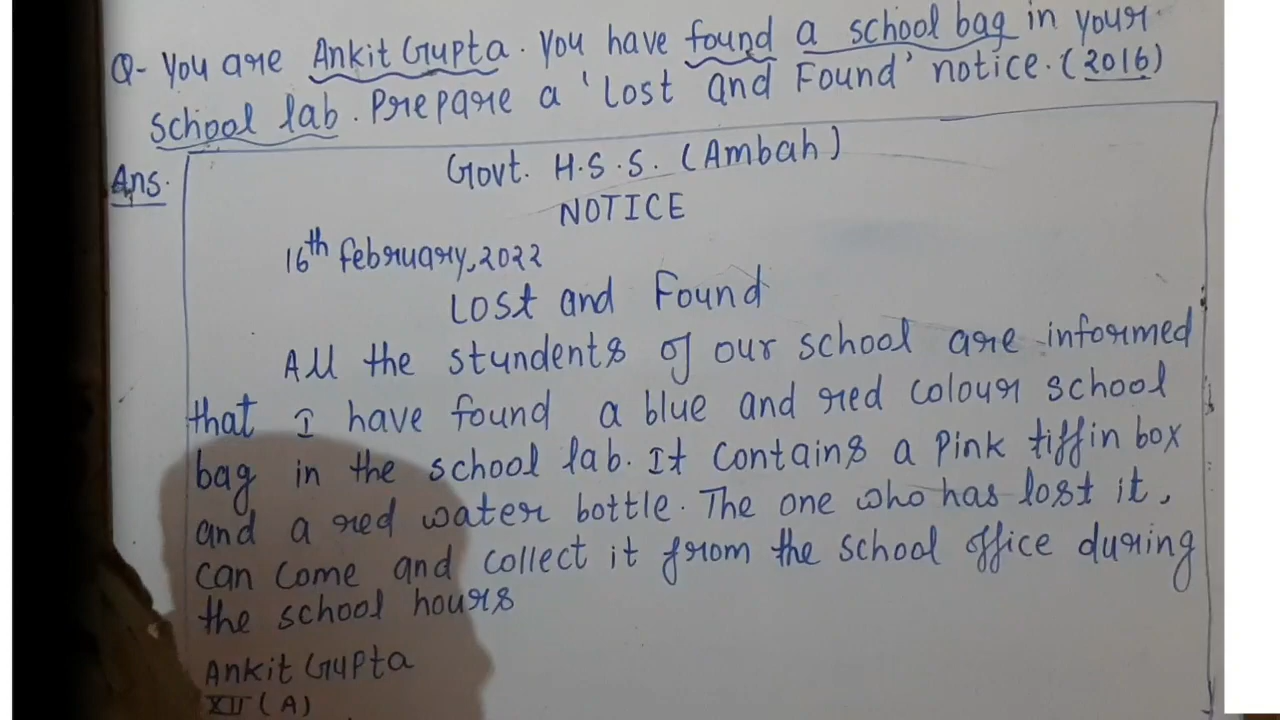 Q- You are Ankit Gupta. You have found a school bag in your
school lab. Prepare a 'Lost and Found' notice. (2016)
Ans.
Govt. H.S.S. (Ambah)
NOTICE
16th february, 2022
Lost and Found
All the stundents of our school are informed
that I have found a blue and red colour school
bag in the school lab. It contains a pink tiffin box
and a red water bottle. The one who has lost it,
can come and collect it from the school office during
the school hours
Ankit Gupta
XII (A)